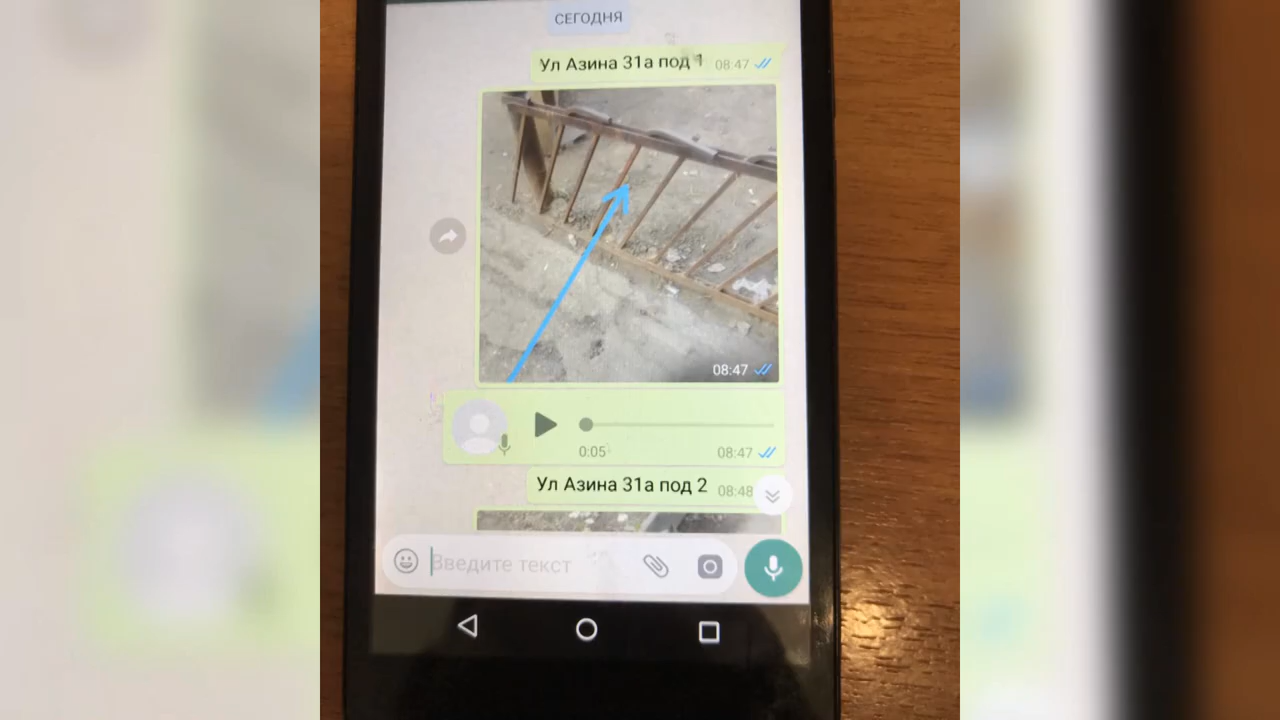 СЕГОДНЯ
Ул Азина 31а под 1 08:47
08:47
0:05 08:47
Ул Азина 31а под 2 08:48
Введите текст